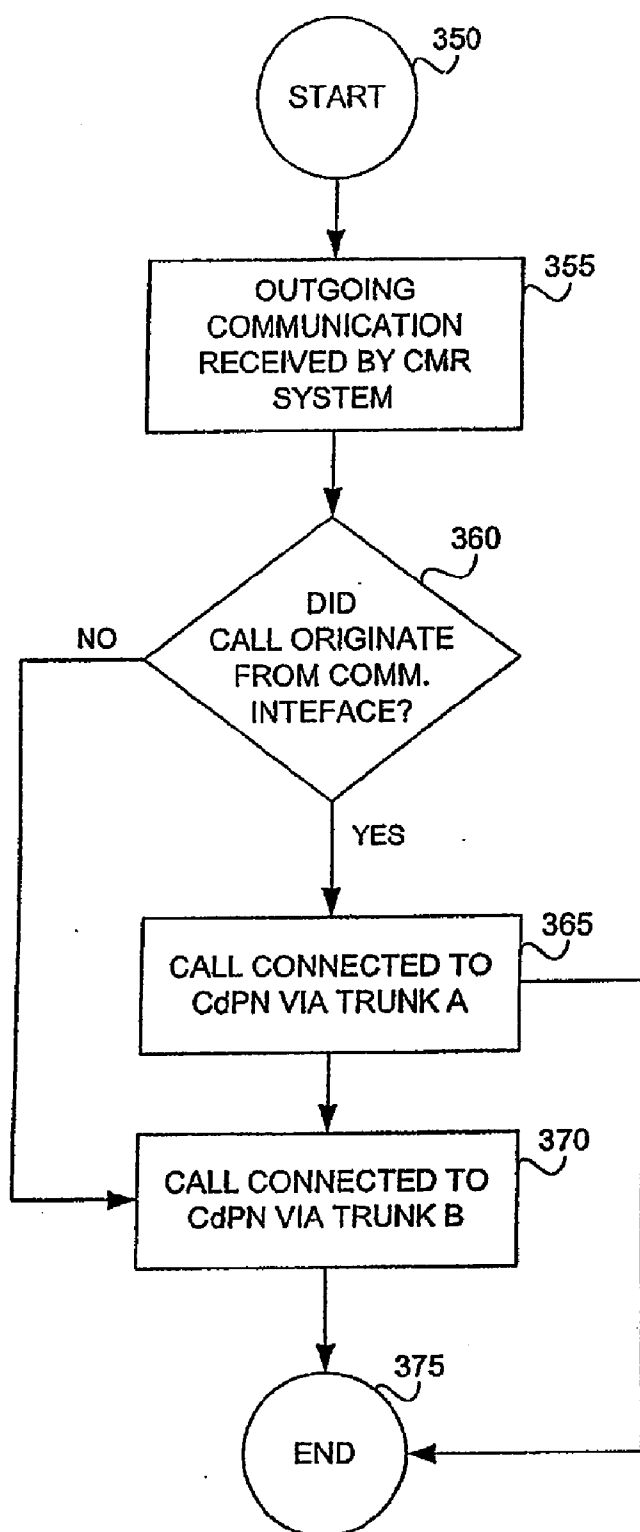 350
START
355
OUTGOING
COMMUNICATION
RECEIVED BY CMR
SYSTEM
360
DID
CALL ORIGINATE
FROM COMM.
INTEFACE?
NO
YES
365
CALL CONNECTED TO
CdPN VIA TRUNK A
370
CALL CONNECTED TO
CdPN VIA TRUNK B
375
END